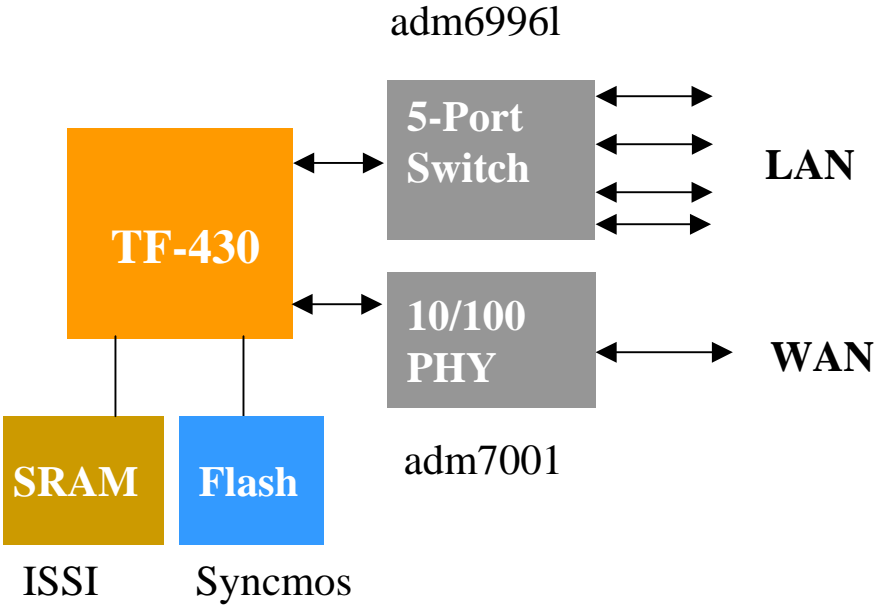 adm6996l
5-Port
Switch
LAN
TF-430
10/100
PHY
WAN
adm7001
SRAM
Flash
ISSI
Syncmos